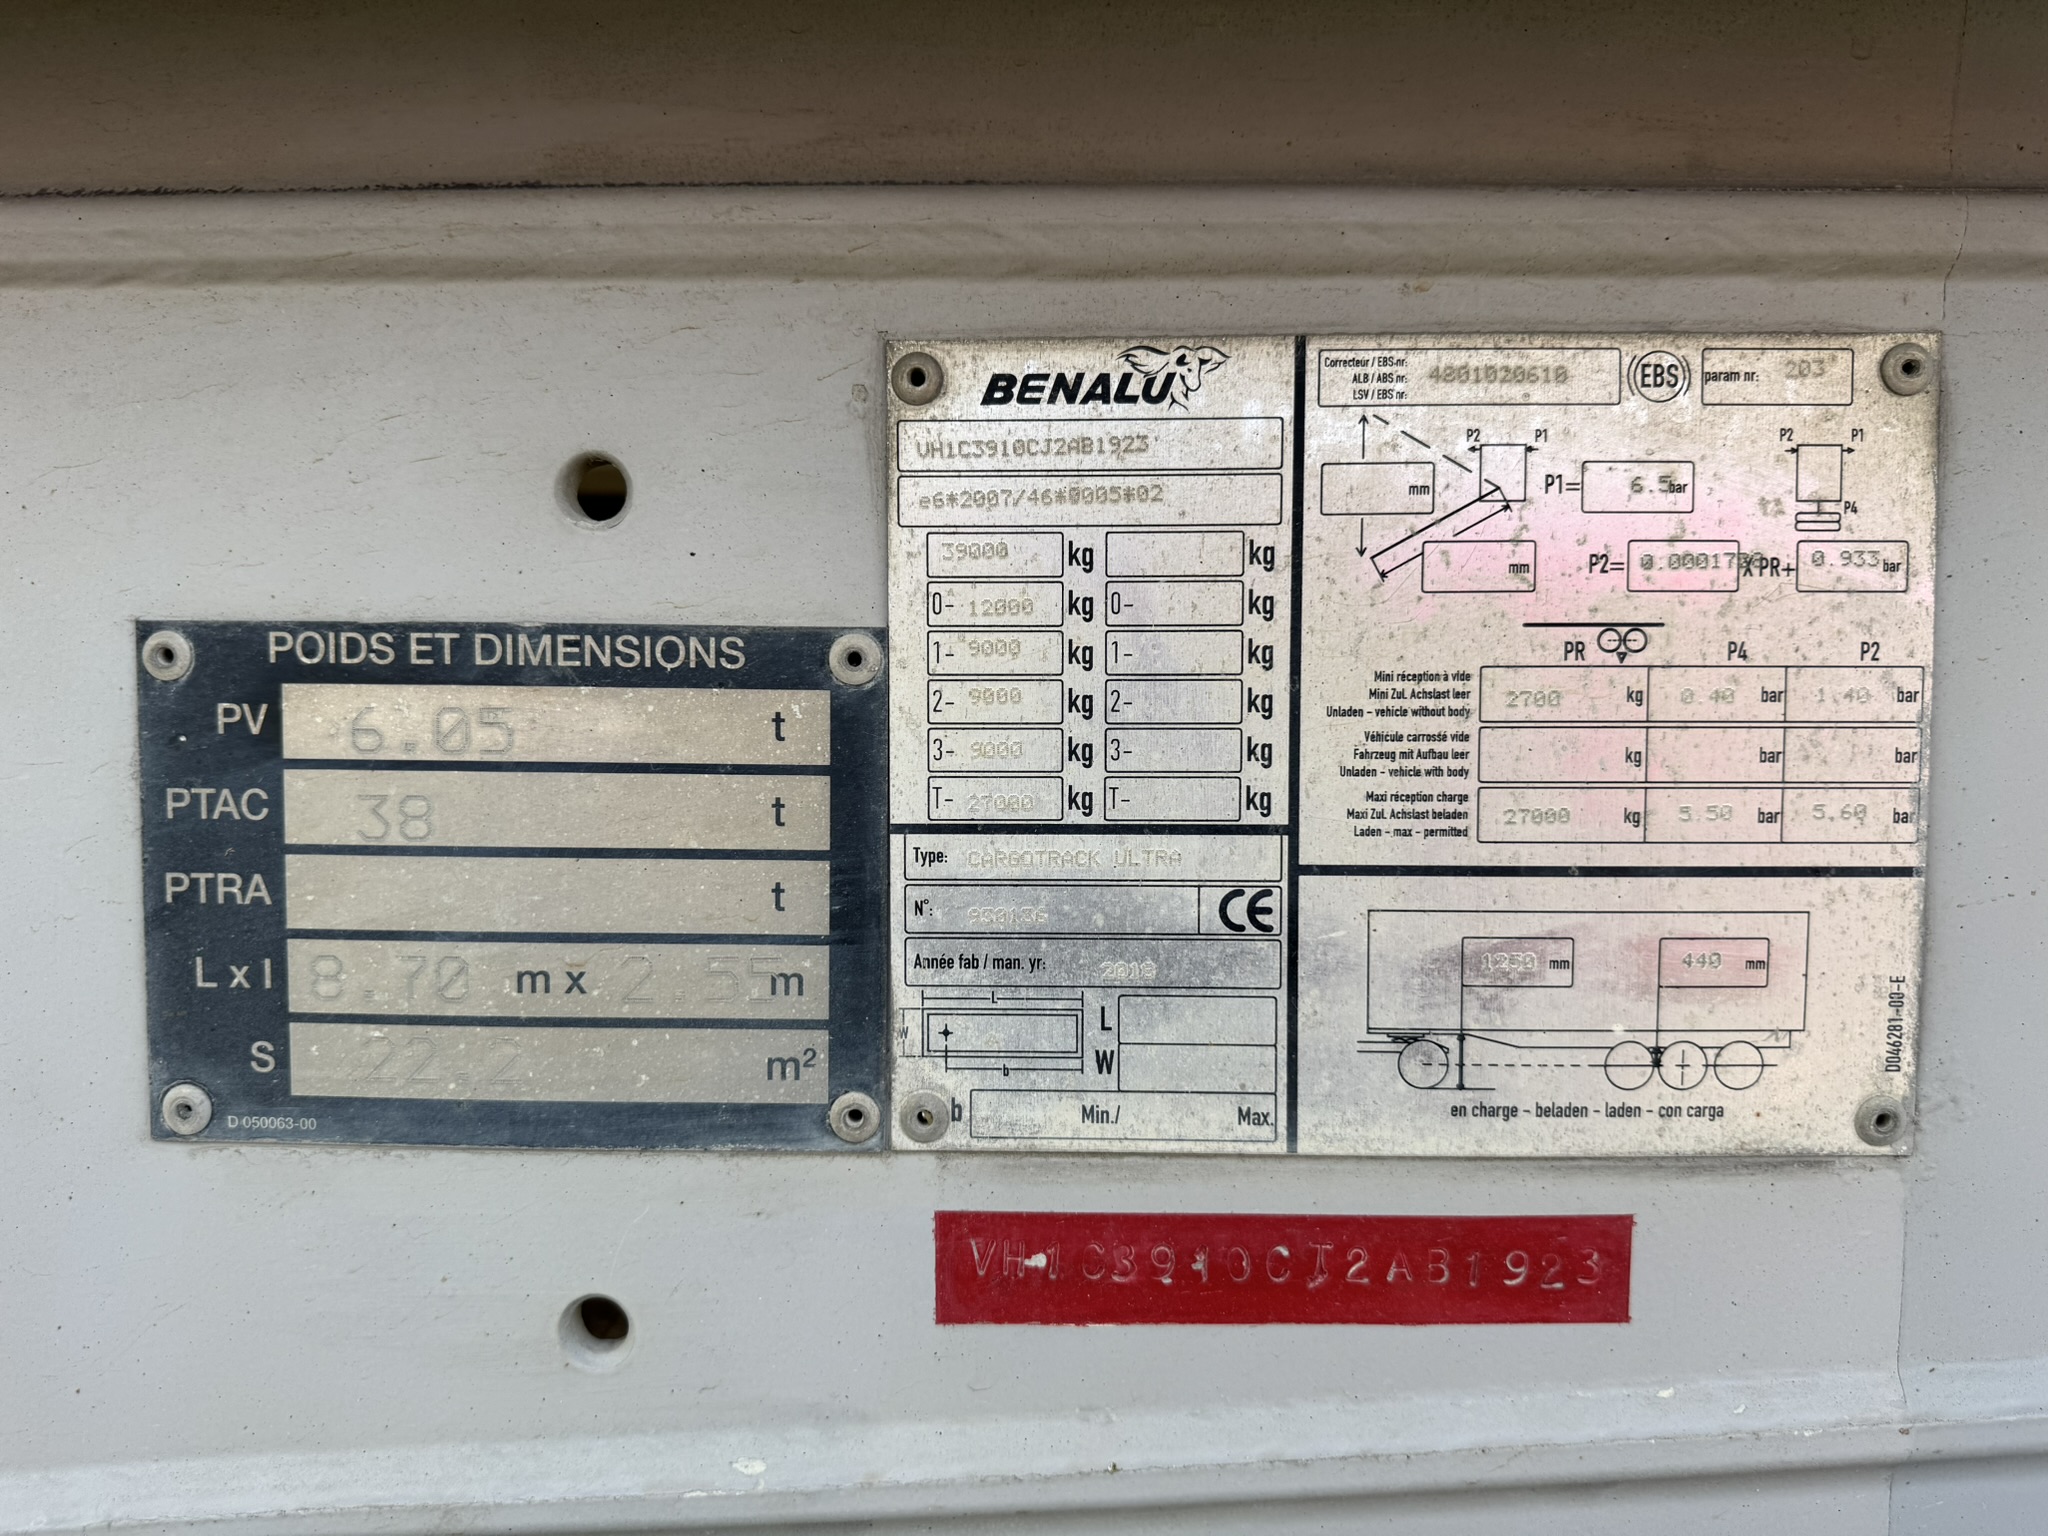 POIDS ET DIMENSIONS
PV 6.05 t
PTAC 38 t
PTRA t
L x l 8.70 m x 2.55 m
S 22.2 m²
D 050063-00
BENALU
VH1C3910CJ2AB1923
e6*2007/46*0005*02
39000 kg kg
0- 12000 kg 0- kg
1- 9000 kg 1- kg
2- 9000 kg 2- kg
3- 9000 kg 3- kg
T- 27000 kg T- kg
Type: CARGOTRACK ULTRA
N°: CE
Année fab / man. yr: 2018
L
W
L
W
b
b Min./ Max.
Correcteur / EBS nr:
ALB / ABS nr: 4801020610
LSV / EBS nr:
EBS
param nr: 203
P2 P1
P2 P1
mm
P1= 6.5 bar
P4
mm
P2= X PR+ 0.933 bar
PR P4 P2
Mini réception à vide
Mini Zul. Achslast leer
Unladen - vehicle without body
2700 kg 0.40 bar 1.40 bar
Véhicule carrossé vide
Fahrzeug mit Aufbau leer
Unladen - vehicle with body
kg bar bar
Maxi réception charge
Maxi Zul. Achslast beladen
Laden - max - permitted
27000 kg 5.50 bar 5.60 bar
1250 mm 440 mm
en charge - beladen - laden - con carga
D046281-00-E
VH1C3910CJ2AB1923